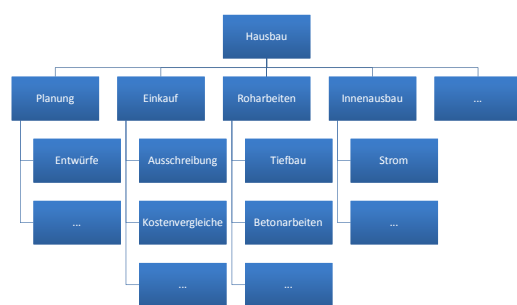 Hausbau
Planung
Einkauf
Roharbeiten
Innenausbau
...
Entwürfe
Ausschreibung
Tiefbau
Strom
...
Kostenvergleiche
Betonarbeiten
...
...
...